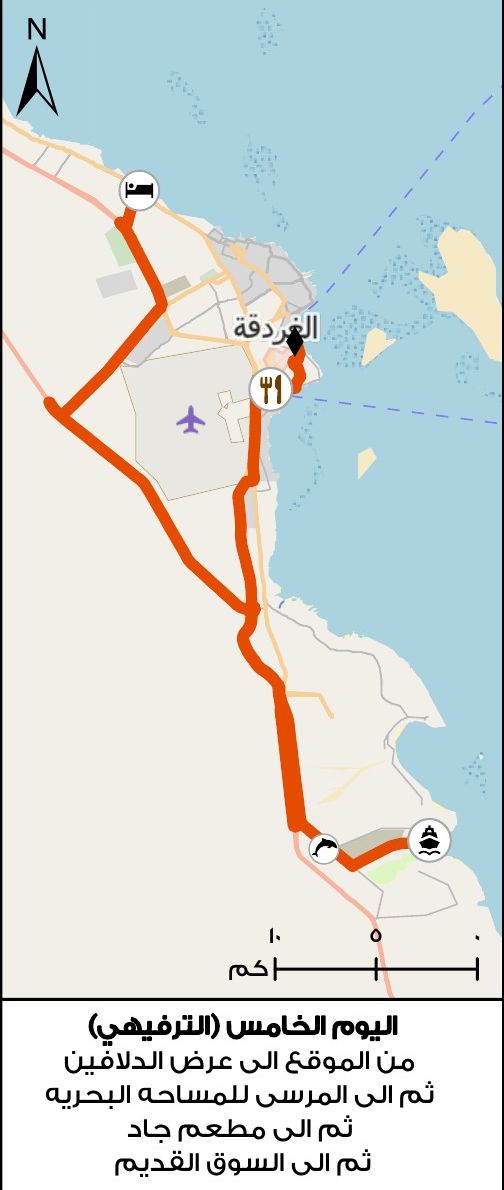 N
الغردقة
١٠ ٥ ٠
كم
اليوم الخامس (الترفيهي)
من الموقع الى عرض الدلافين
ثم الى المرسى للمساحه البحريه
ثم الى مطعم جاد
ثم الى السوق القديم